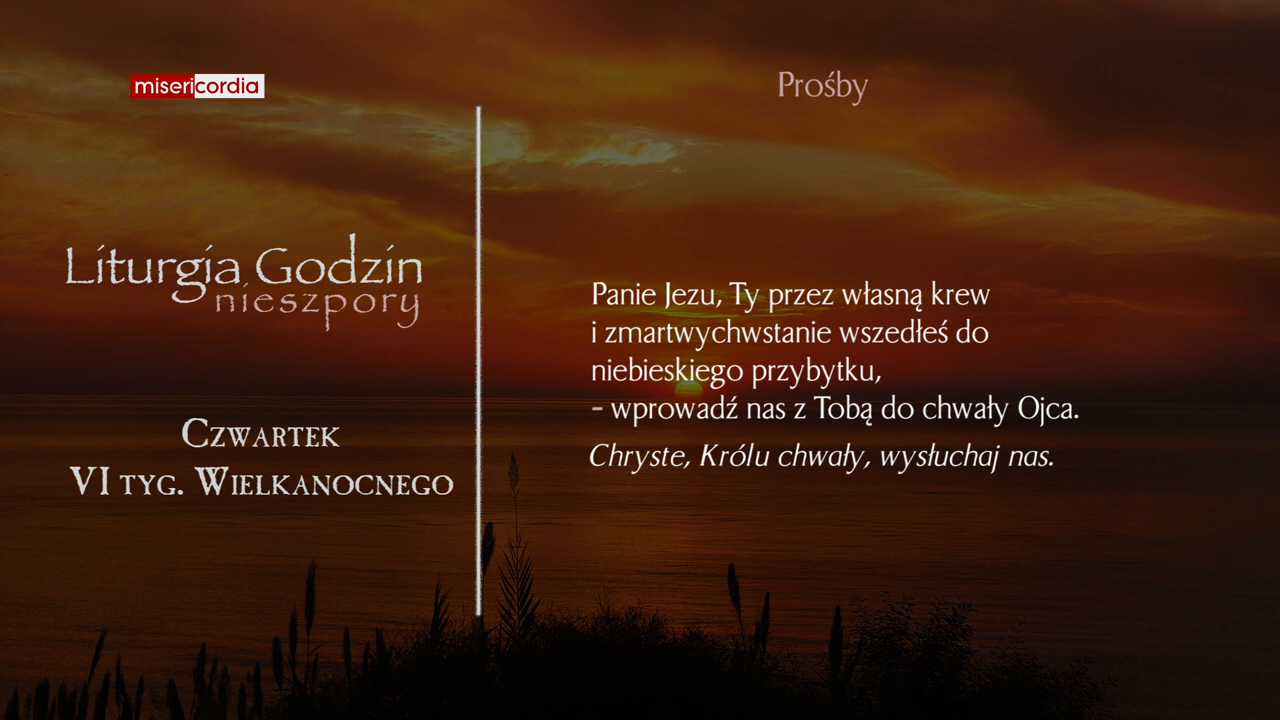 misericordia
Prośby
Liturgia Godzin
nieszpory
Czwartek
VI tyg. Wielkanocnego
Panie Jezu, Ty przez własną krew
i zmartwychwstanie wszedłeś do
niebieskiego przybytku,
– wprowadź nas z Tobą do chwały Ojca.
Chryste, Królu chwały, wysłuchaj nas.